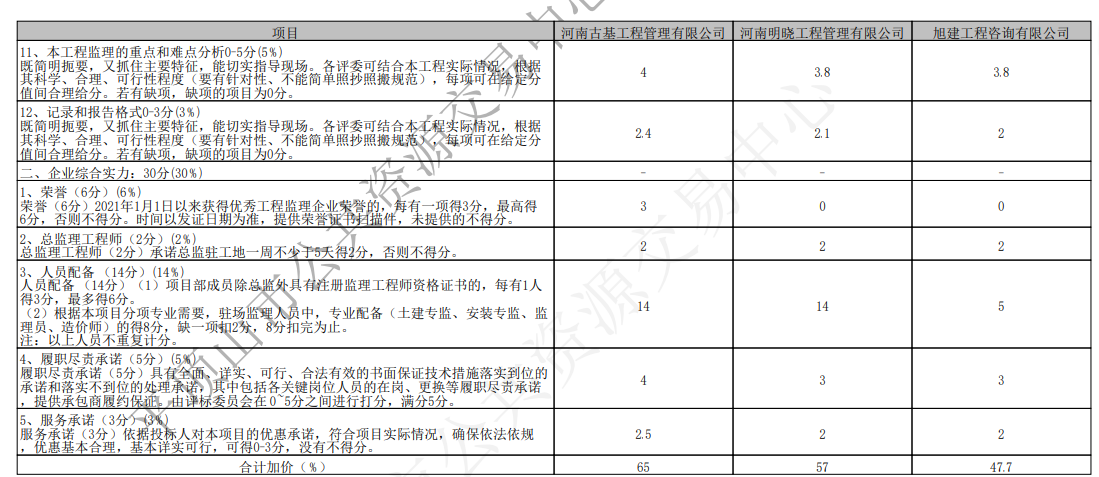 项目 河南古基工程管理有限公司 河南明晓工程管理有限公司 旭建工程咨询有限公司
11、本工程监理的重点和难点分析0-5分(5%)
既简明扼要，又抓住主要特征，能切实指导现场。各评委可结合本工程实际情况，根据
其科学、合理、可行性程度（要有针对性、不能简单照抄照搬规范），每项可在给定分
值间合理给分。若有缺项，缺项的项目为0分。
4 3.8 3.8
12、记录和报告格式0-3分(3%)
既简明扼要，又抓住主要特征，能切实指导现场。各评委可结合本工程实际情况，根据
其科学、合理、可行性程度（要有针对性、不能简单照抄照搬规范），每项可在给定分
值间合理给分。若有缺项，缺项的项目为0分。
2.4 2.1 2
二、企业综合实力：30分(30%) - - -
1、荣誉（6分）(6%)
荣誉（6分）2021年1月1日以来获得优秀工程监理企业荣誉的，每有一项得3分，最高得
6分，否则不得分。时间以发证日期为准，提供荣誉证书扫描件，未提供的不得分。
3 0 0
2、总监理工程师（2分）(2%)
总监理工程师（2分）承诺总监驻工地一周不少于5天得2分，否则不得分。
2 2 2
3、人员配备（14分）(14%)
人员配备（14分）（1）项目部成员除总监外具有注册监理工程师资格证书的，每有1人
得3分，最多得6分。
（2）根据本项目分项专业需要，驻场监理人员中，专业配备（土建专监、安装专监、监
理员、造价师）的得8分，缺一项扣2分，8分扣完为止。
注：以上人员不重复计分。
14 14 5
4、履职尽责承诺（5分）(5%)
履职尽责承诺（5分）具有全面、详实、可行、合法有效的书面保证技术措施落实到位的
承诺和落实不到位的处理承诺，其中包括各关键岗位人员的在岗、更换等履职尽责承诺
，提供承包商履约保证。由评标委员会在0~5分之间进行打分，满分5分。
4 3 3
5、服务承诺（3分）(3%)
服务承诺（3分）依据投标人对本项目的优惠承诺，符合项目实际情况，确保依法依规
，优惠基本合理，基本详实可行，可得0-3分，没有不得分。
2.5 2 2
合计加价（%） 65 57 47.7
平顶山市公共资源交易中心
公共资源交易中心